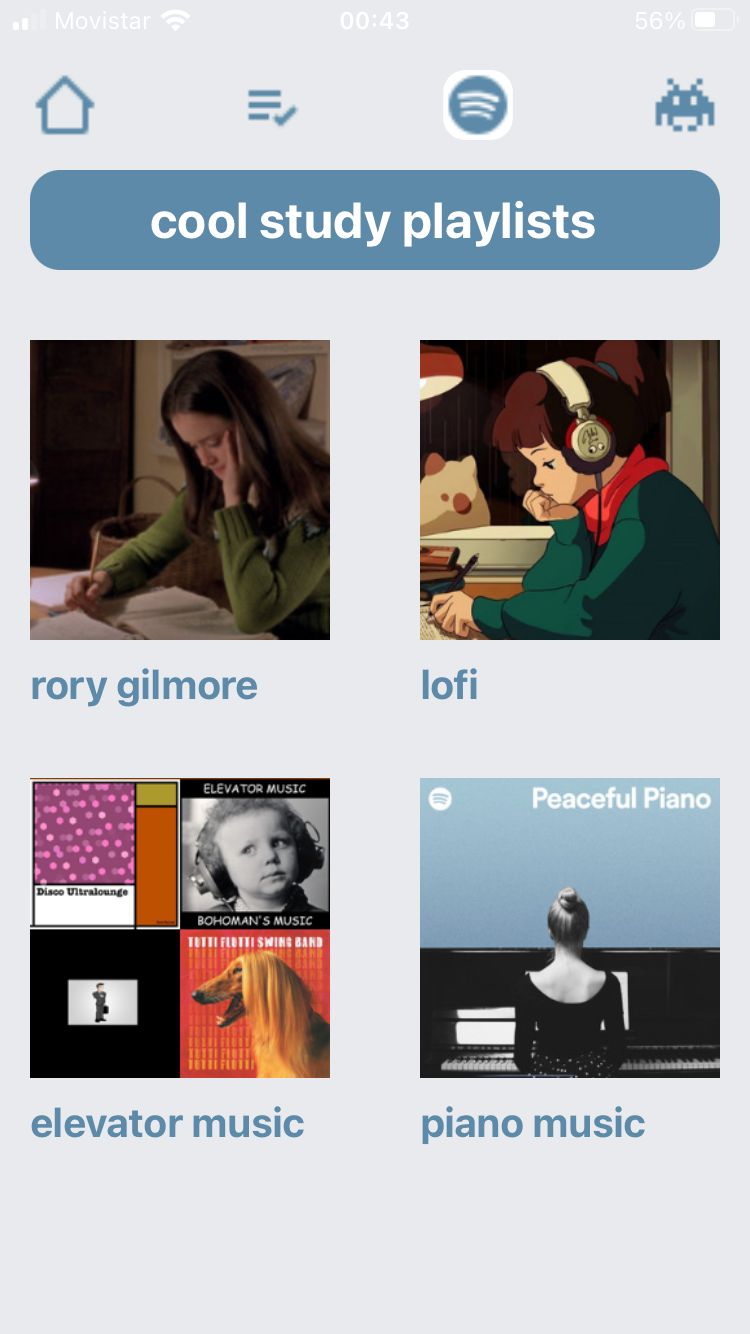 Movistar 00:43 56%
cool study playlists
rory gilmore
lofi
Disco Ultralounge
ELEVATOR MUSIC
BOHOMAN'S MUSIC
TUTTI FLUTTI SWING BAND
Peaceful Piano
elevator music
piano music